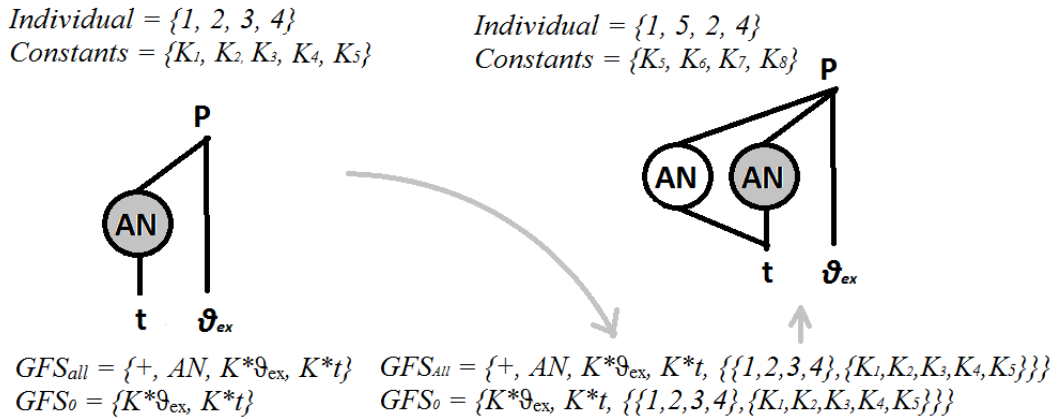 Individual = {1, 2, 3, 4}
Constants = {K₁, K₂, K₃, K₄, K₅}
P
AN
t
ϑex
GFSall = {+, AN, K*ϑex, K*t}
GFS₀ = {K*ϑex, K*t}
Individual = {1, 5, 2, 4}
Constants = {K₅, K₆, K₇, K₈}
P
AN AN
t ϑex
GFSAll = {+, AN, K*ϑex, K*t, {{1,2,3,4},{K₁,K₂,K₃,K₄,K₅}}}
GFS₀ = {K*ϑex, K*t, {{1,2,3,4},{K₁,K₂,K₃,K₄,K₅}}}